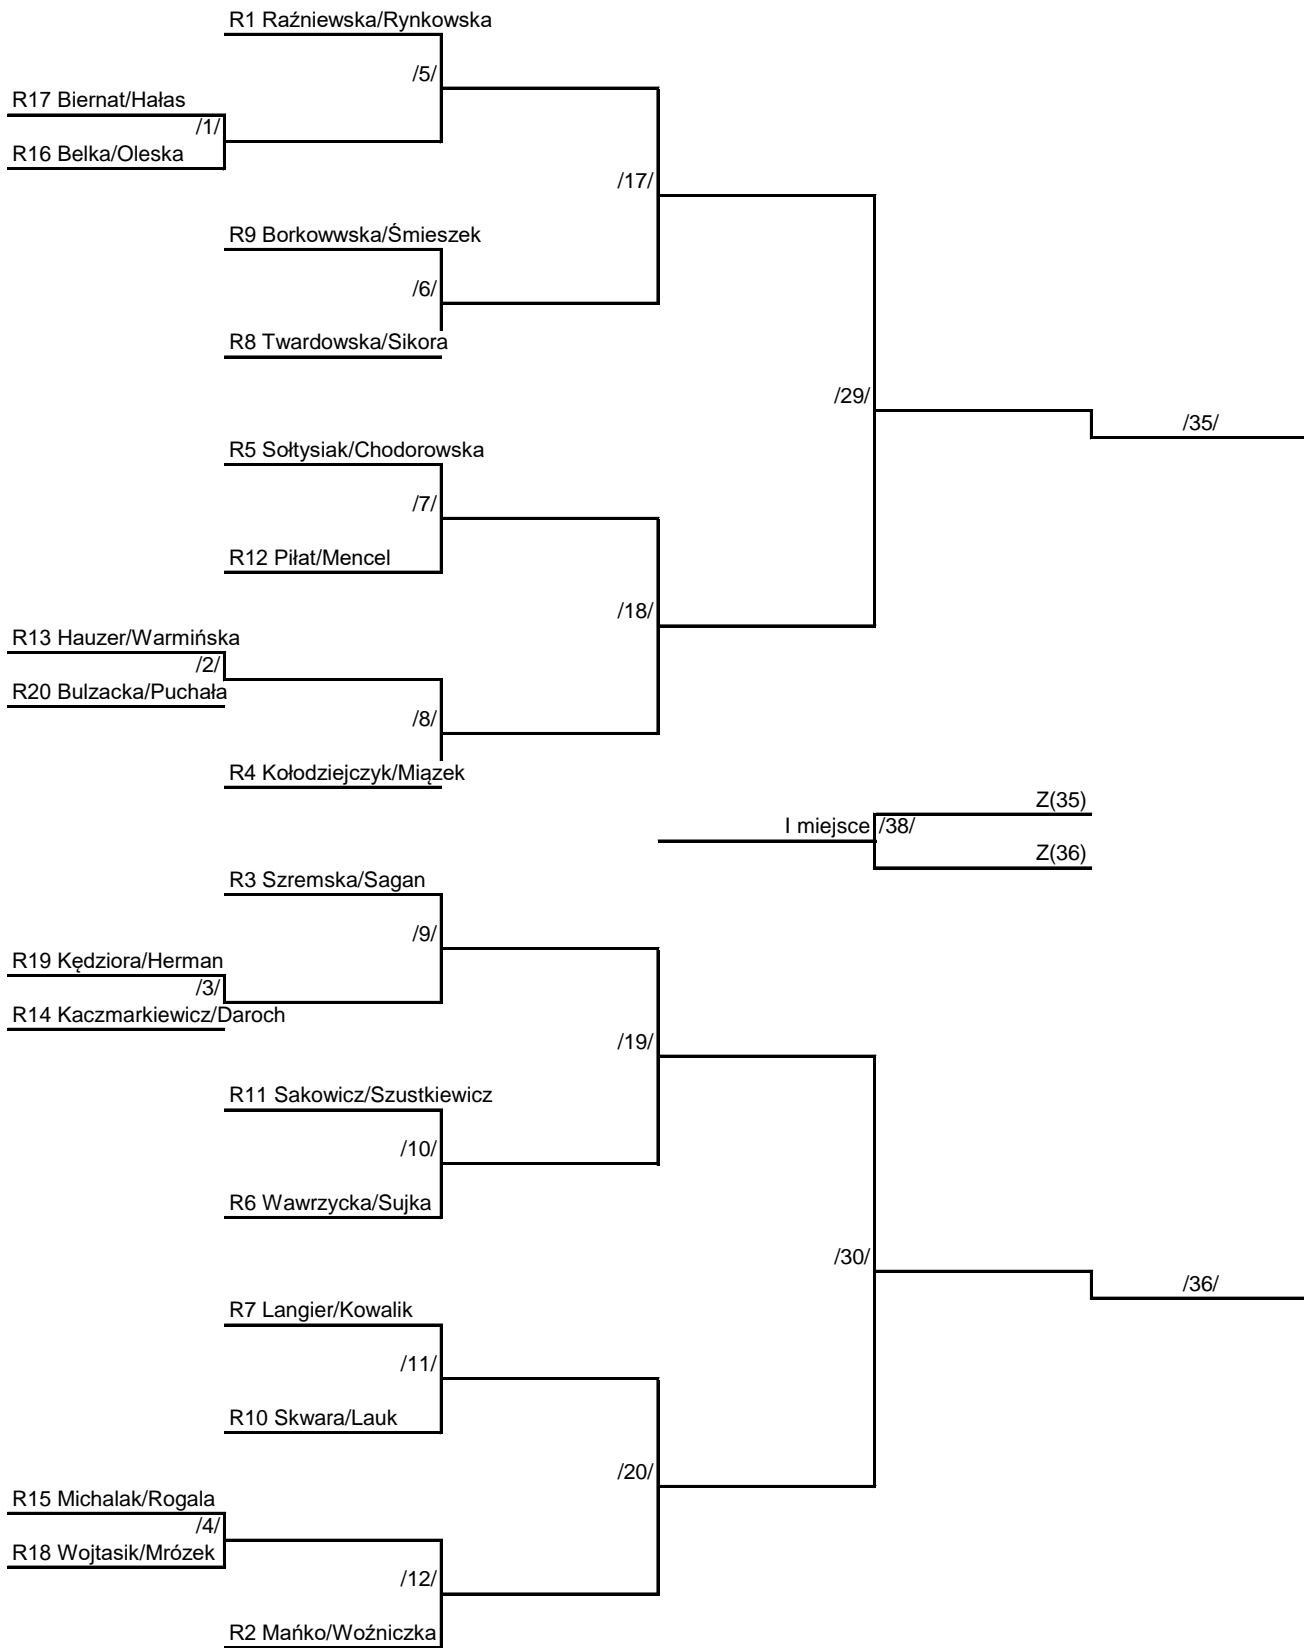 R1 Raźniewska/Rynkowska
/5/
R17 Biernat/Hałas
/1/
R16 Belka/Oleska
/17/
R9 Borkowwska/Śmieszek
/6/
R8 Twardowska/Sikora
/29/
/35/
R5 Sołtysiak/Chodorowska
/7/
R12 Piłat/Mencel
/18/
R13 Hauzer/Warmińska
/2/
R20 Bulzacka/Puchała
/8/
R4 Kołodziejczyk/Miązek
Z(35)
I miejsce /38/
Z(36)
R3 Szremska/Sagan
/9/
R19 Kędziora/Herman
/3/
R14 Kaczmarkiewicz/Daroch
/19/
R11 Sakowicz/Szustkiewicz
/10/
R6 Wawrzycka/Sujka
/30/
/36/
R7 Langier/Kowalik
/11/
R10 Skwara/Lauk
/20/
R15 Michalak/Rogala
/4/
R18 Wojtasik/Mrózek
/12/
R2 Mańko/Woźniczka